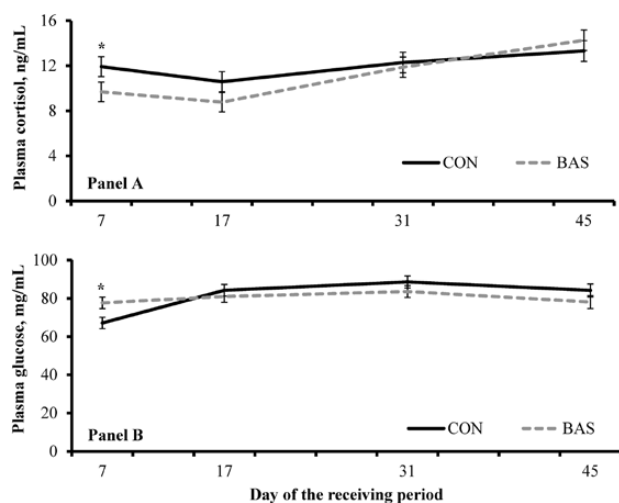 16
12
8
4
0
Plasma cortisol, ng/mL
*
Panel A
CON
BAS
7 17 31 45
100
80
60
40
20
0
Plasma glucose, mg/mL
*
Panel B
CON
BAS
7 17 31 45
Day of the receiving period